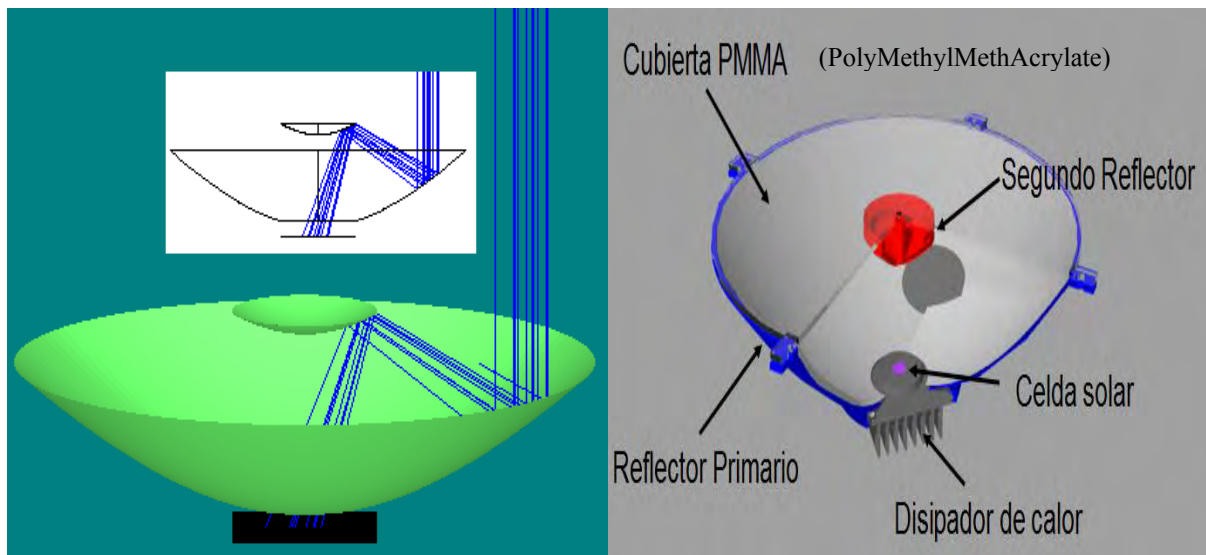 Cubierta PMMA (PolyMethylMethAcrylate)
Segundo Reflector
Celda solar
Reflector Primario
Disipador de calor